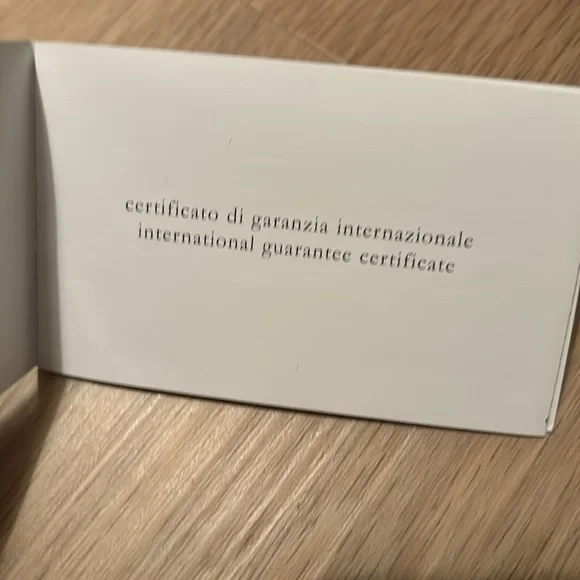 certificato di garanzia internazionale
international guarantee certificate